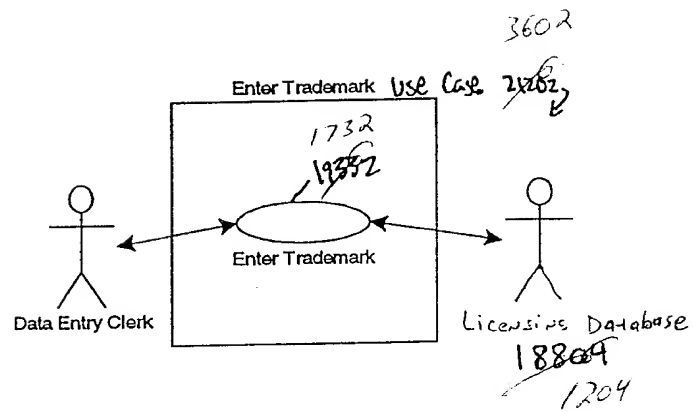 3602
Enter Trademark Use Case
1732
Enter Trademark
Data Entry Clerk
Licensing Database
1204